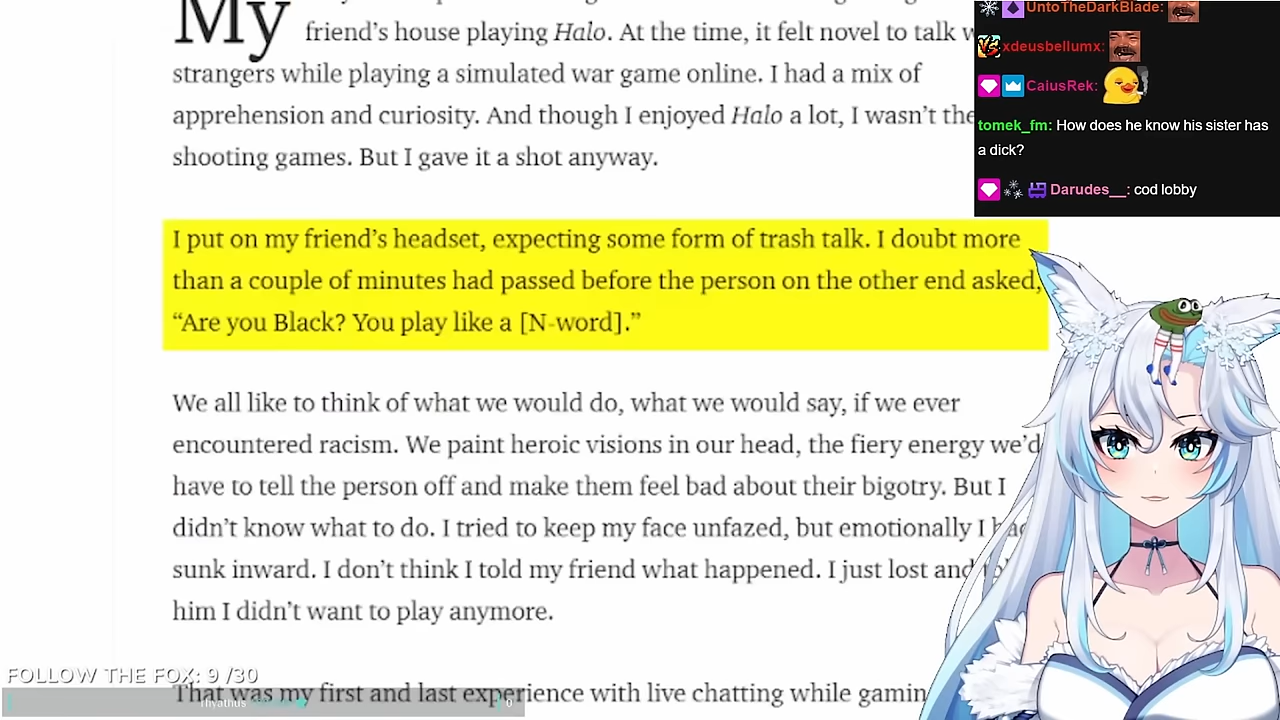 My
friend’s house playing Halo. At the time, it felt novel to talk
strangers while playing a simulated war game online. I had a mix of
apprehension and curiosity. And though I enjoyed Halo a lot, I wasn’t
shooting games. But I gave it a shot anyway.
I put on my friend’s headset, expecting some form of trash talk. I doubt more
than a couple of minutes had passed before the person on the other end asked,
“Are you Black? You play like a [N-word].”
We all like to think of what we would do, what we would say, if we ever
encountered racism. We paint heroic visions in our head, the fiery energy we’d
have to tell the person off and make them feel bad about their bigotry. But I
didn’t know what to do. I tried to keep my face unfazed, but emotionally I
sunk inward. I don’t think I told my friend what happened. I just lost and
him I didn’t want to play anymore.
That was my first and last experience with live chatting while
UntoTheDarkBlade:
xdeusbellumx:
CaiusRek:
tomek_fm: How does he know his sister has
a dick?
Darudes__: cod lobby
FOLLOW THE FOX: 9 /30
0